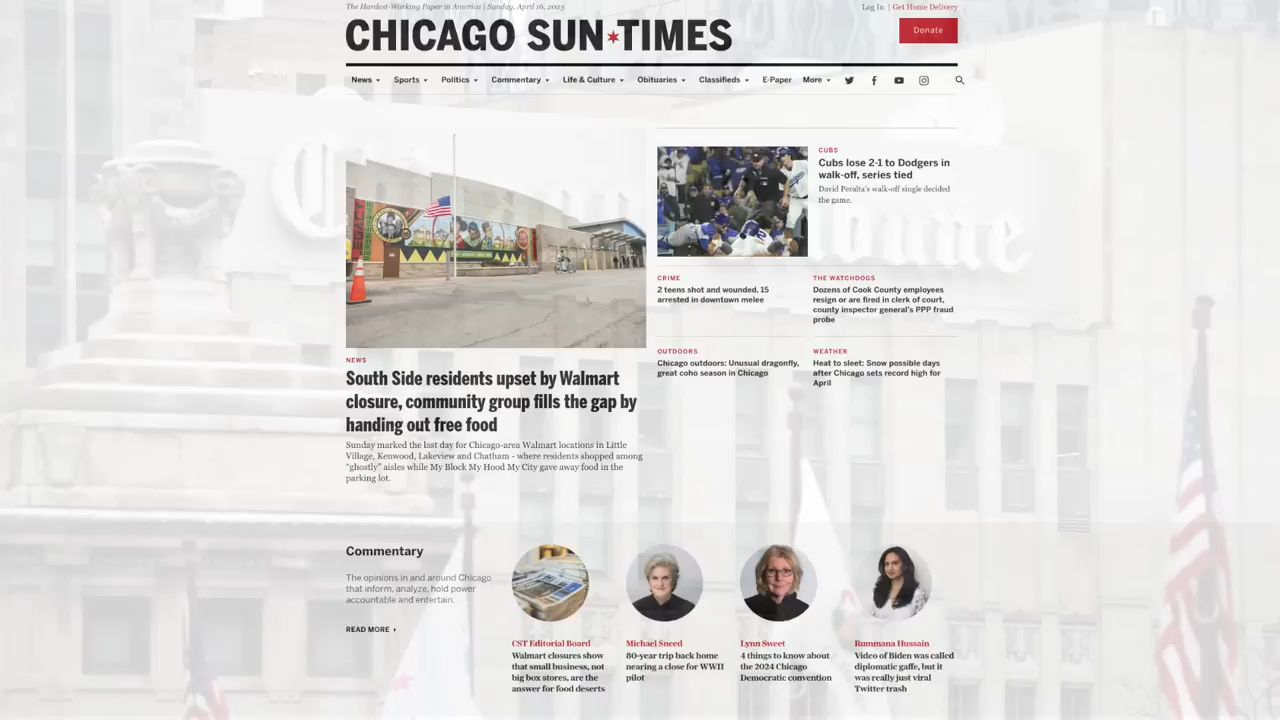 The Hardest-Working Paper in America | Sunday, April 16, 2023
Log In | Get Home Delivery
CHICAGO SUN TIMES
Donate
News Sports Politics Commentary Life & Culture Obituaries Classifieds E-Paper More
CUBS
Cubs lose 2-1 to Dodgers in
walk-off, series tied
David Peralta's walk-off single decided
the game.
CRIME
2 teens shot and wounded, 15
arrested in downtown melee
THE WATCHDOGS
Dozens of Cook County employees
resign or are fired in clerk of court,
county inspector general's PPP fraud
probe
NEWS
South Side residents upset by Walmart
closure, community group fills the gap by
handing out free food
Sunday marked the last day for Chicago-area Walmart locations in Little
Village, Kenwood, Lakeview and Chatham - where residents shopped among
"ghostly" aisles while My Block My Hood My City gave away food in the
parking lot.
OUTDOORS
Chicago outdoors: Unusual dragonfly,
great coho season in Chicago
WEATHER
Heat to sleet: Snow possible days
after Chicago sets record high for
April
Commentary
The opinions in and around Chicago
that inform, analyze, hold power
accountable and entertain.
READ MORE
CST Editorial Board
Walmart closures show
that small business, not
big box stores, are the
answer for food deserts
Michael Sneed
80-year trip back home
nearing a close for WWII
pilot
Lynn Sweet
4 things to know about
the 2024 Chicago
Democratic convention
Rummana Hussain
Video of Biden was called
diplomatic gaffe, but it
was really just viral
Twitter trash